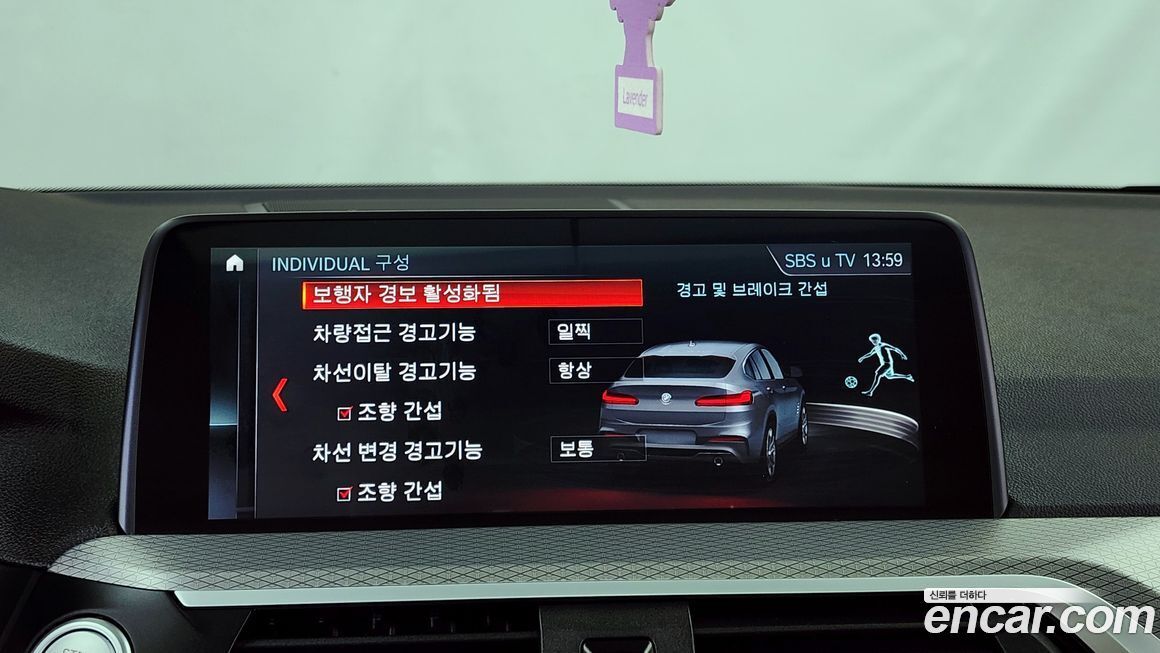 Lavender
INDIVIDUAL 구성
SBS u TV 13:59
보행자 경보 활성화됨
경고 및 브레이크 간섭
차량접근 경고기능 일찍
차선이탈 경고기능 항상
조향 간섭
차선 변경 경고기능 보통
조향 간섭
신뢰를 더하다
encar.com